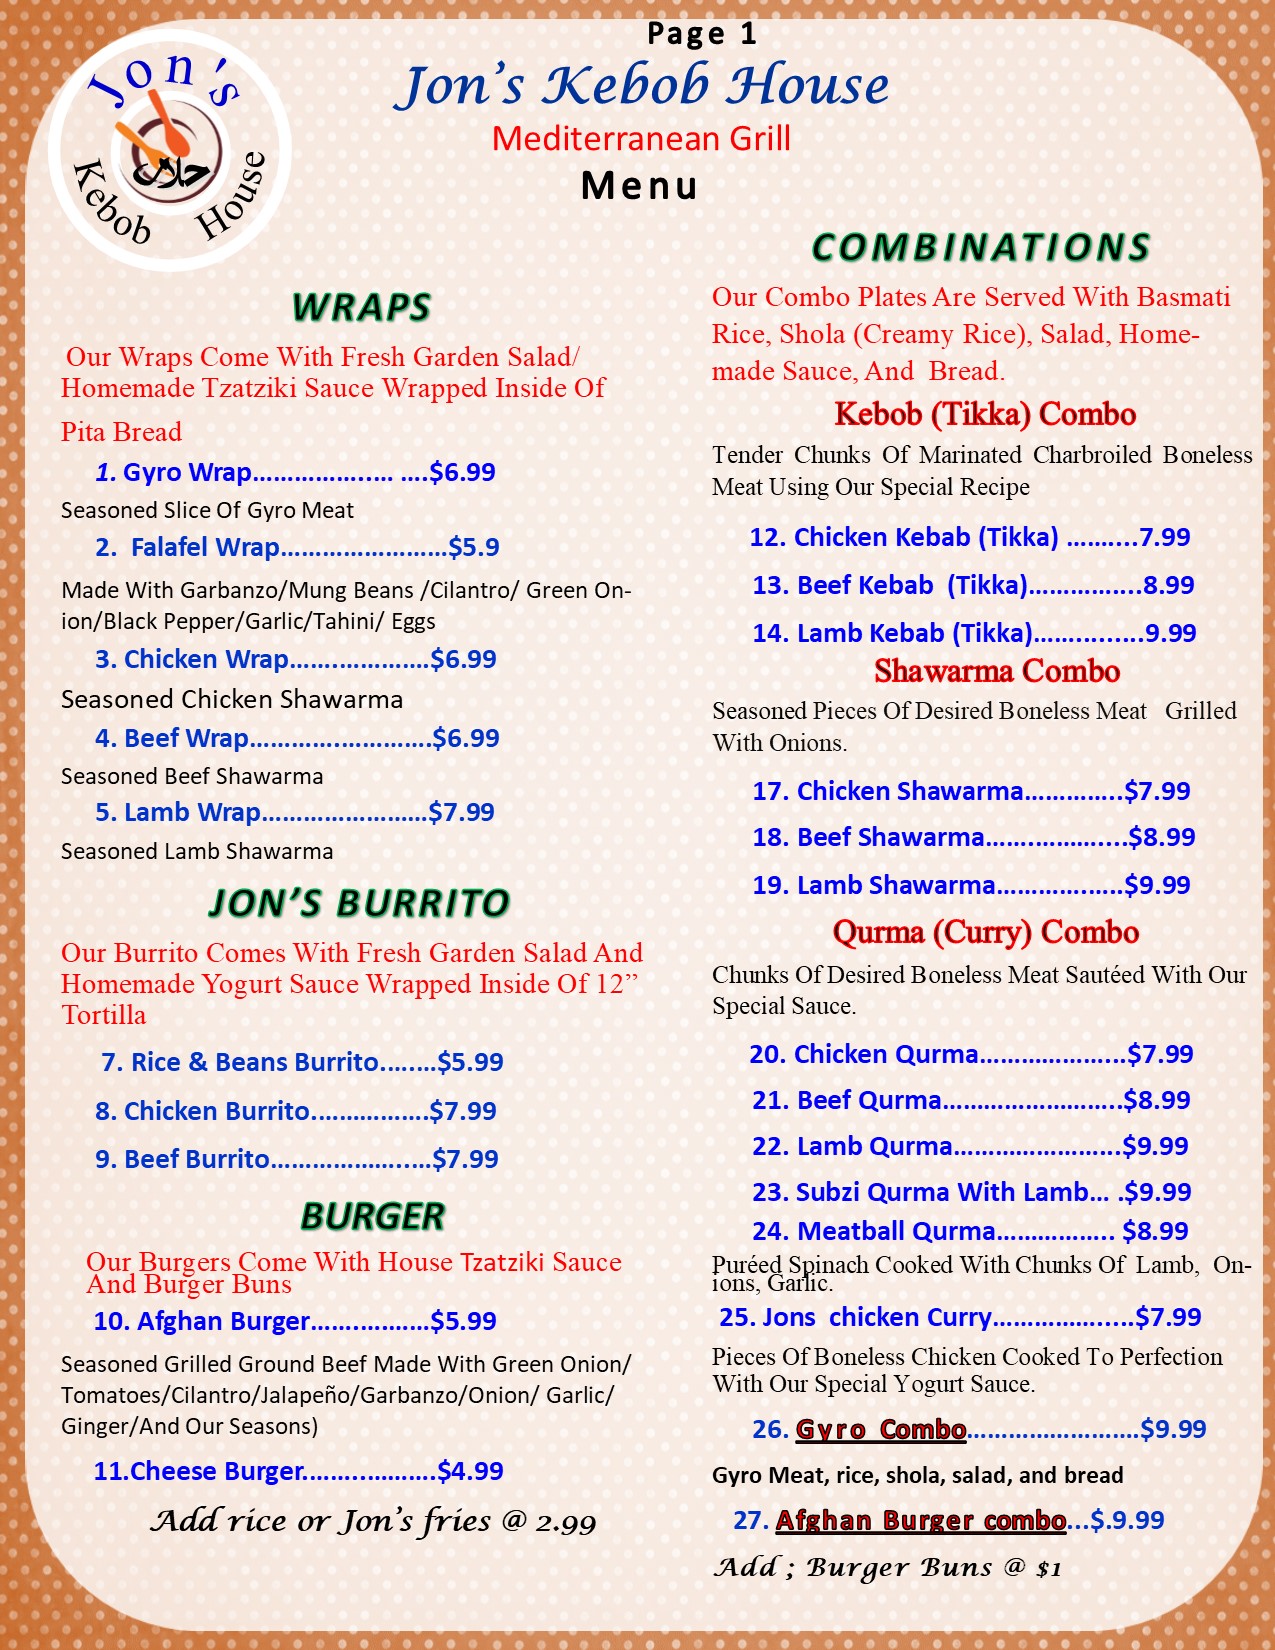 Page 1
Jon's
Kebob House
حلال
Jon's Kebob House
Mediterranean Grill
Menu
WRAPS
Our Wraps Come With Fresh Garden Salad/
Homemade Tzatziki Sauce Wrapped Inside Of
Pita Bread
1. Gyro Wrap……………..… ….$6.99
Seasoned Slice Of Gyro Meat
2. Falafel Wrap……………………$5.9
Made With Garbanzo/Mung Beans /Cilantro/ Green On-
ion/Black Pepper/Garlic/Tahini/ Eggs
3. Chicken Wrap…….………….$6.99
Seasoned Chicken Shawarma
4. Beef Wrap………….………….$6.99
Seasoned Beef Shawarma
5. Lamb Wrap……………………$7.99
Seasoned Lamb Shawarma
JON'S BURRITO
Our Burrito Comes With Fresh Garden Salad And
Homemade Yogurt Sauce Wrapped Inside Of 12”
Tortilla
7. Rice & Beans Burrito…..…$5.99
8. Chicken Burrito…………….$7.99
9. Beef Burrito………………..…$7.99
BURGER
Our Burgers Come With House Tzatziki Sauce
And Burger Buns
10. Afghan Burger…….………$5.99
Seasoned Grilled Ground Beef Made With Green Onion/
Tomatoes/Cilantro/Jalapeño/Garbanzo/Onion/ Garlic/
Ginger/And Our Seasons)
11.Cheese Burger……..……….$4.99
Add rice or Jon's fries @ 2.99
COMBINATIONS
Our Combo Plates Are Served With Basmati
Rice, Shola (Creamy Rice), Salad, Home-
made Sauce, And Bread.
Kebob (Tikka) Combo
Tender Chunks Of Marinated Charbroiled Boneless
Meat Using Our Special Recipe
12. Chicken Kebab (Tikka) ……....7.99
13. Beef Kebab (Tikka)…………....8.99
14. Lamb Kebab (Tikka)……..…....9.99
Shawarma Combo
Seasoned Pieces Of Desired Boneless Meat Grilled
With Onions.
17. Chicken Shawarma…………..$7.99
18. Beef Shawarma…….………....$8.99
19. Lamb Shawarma………….…..$9.99
Qurma (Curry) Combo
Chunks Of Desired Boneless Meat Sautéed With Our
Special Sauce.
20. Chicken Qurma………………...$7.99
21. Beef Qurma……………………..$8.99
22. Lamb Qurma…………………...$9.99
23. Subzi Qurma With Lamb… .$9.99
24. Meatball Qurma…………….. $8.99
Puréed Spinach Cooked With Chunks Of Lamb, On-
ions, Garlic.
25. Jons chicken Curry……………..…$7.99
Pieces Of Boneless Chicken Cooked To Perfection
With Our Special Yogurt Sauce.
26. Gyro Combo…………………….$9.99
Gyro Meat, rice, shola, salad, and bread
27. Afghan Burger combo...$.9.99
Add ; Burger Buns @ $1